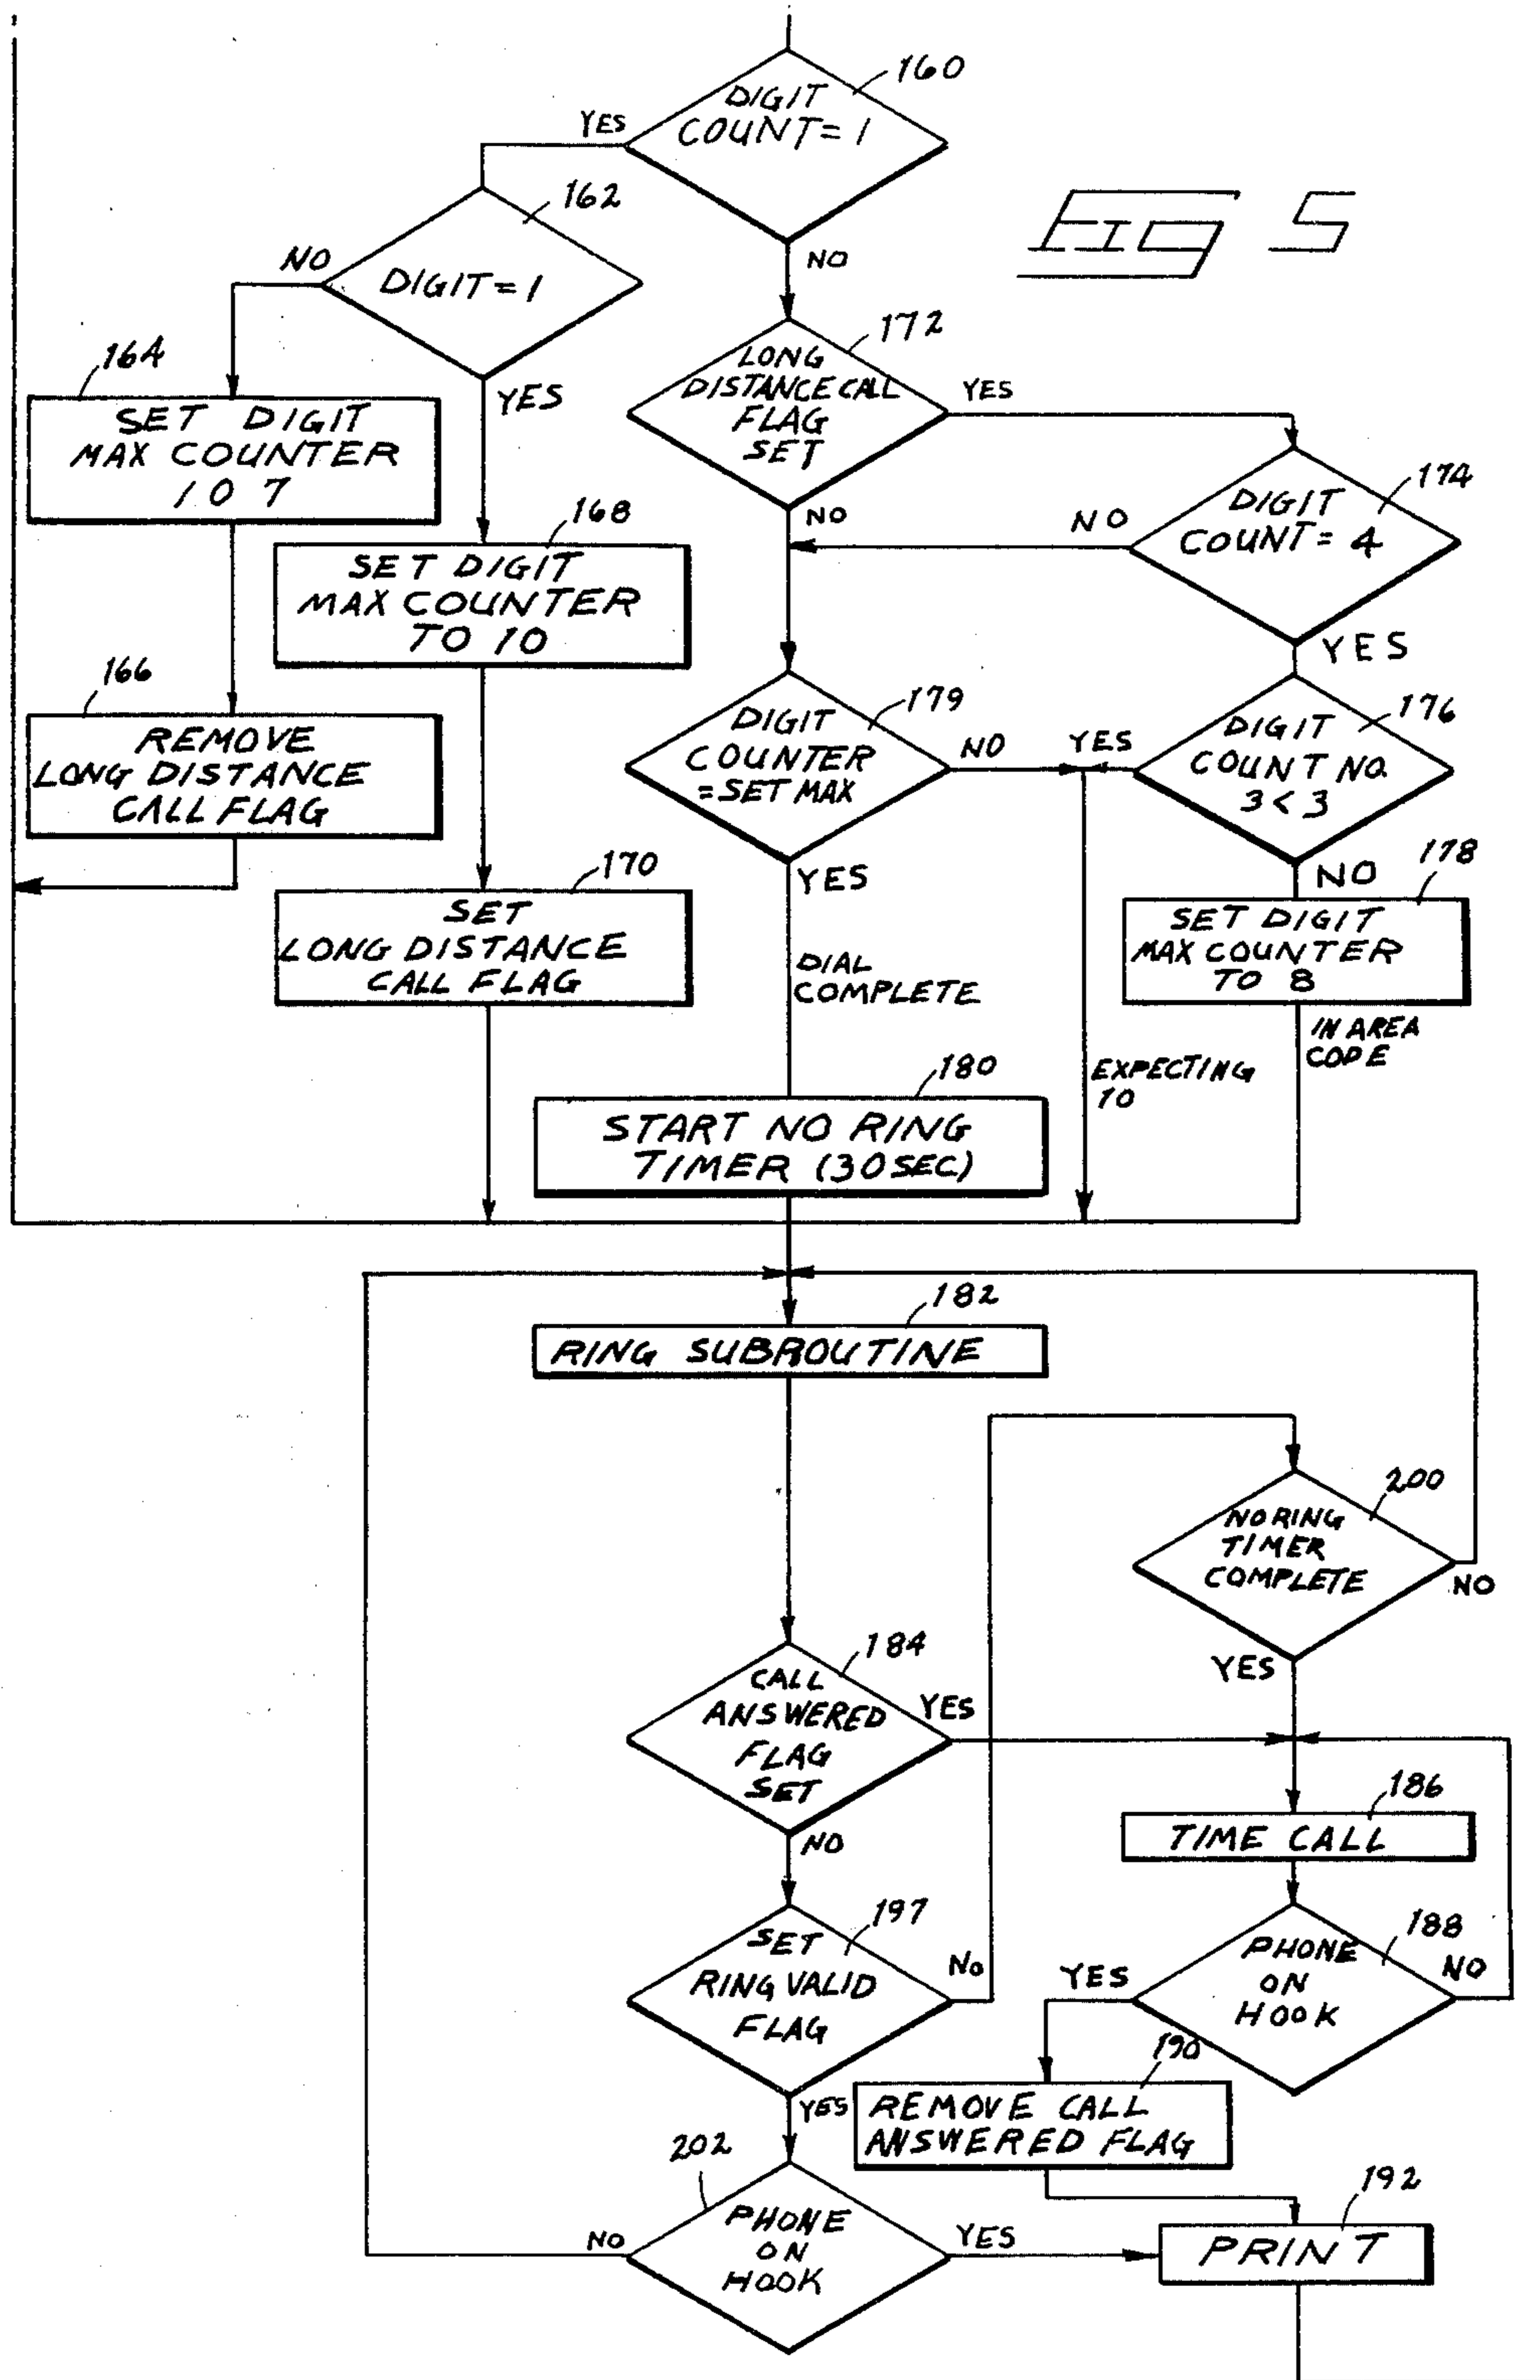 160
DIGIT
COUNT = 1
YES
NO
FIG 5
162
DIGIT = 1
NO
YES
164
SET DIGIT
MAX COUNTER
10 7
166
REMOVE
LONG DISTANCE
CALL FLAG
168
SET DIGIT
MAX COUNTER
TO 10
170
SET
LONG DISTANCE
CALL FLAG
172
LONG
DISTANCE CALL
FLAG
SET
YES
NO
174
DIGIT
COUNT = 4
NO
YES
176
DIGIT
COUNT NO.
3 < 3
YES
NO
178
SET DIGIT
MAX COUNTER
TO 8
IN AREA
CODE
179
DIGIT
COUNTER
= SET MAX
NO
YES
DIAL
COMPLETE
EXPECTING
10
180
START NO RING
TIMER (30 SEC)
182
RING SUBROUTINE
200
NO RING
TIMER
COMPLETE
NO
YES
184
CALL
ANSWERED
FLAG
SET
YES
NO
186
TIME CALL
188
PHONE
ON
HOOK
YES
NO
197
SET
RING VALID
FLAG
NO
YES
190
REMOVE CALL
ANSWERED FLAG
202
PHONE
ON
HOOK
NO
YES
192
PRINT